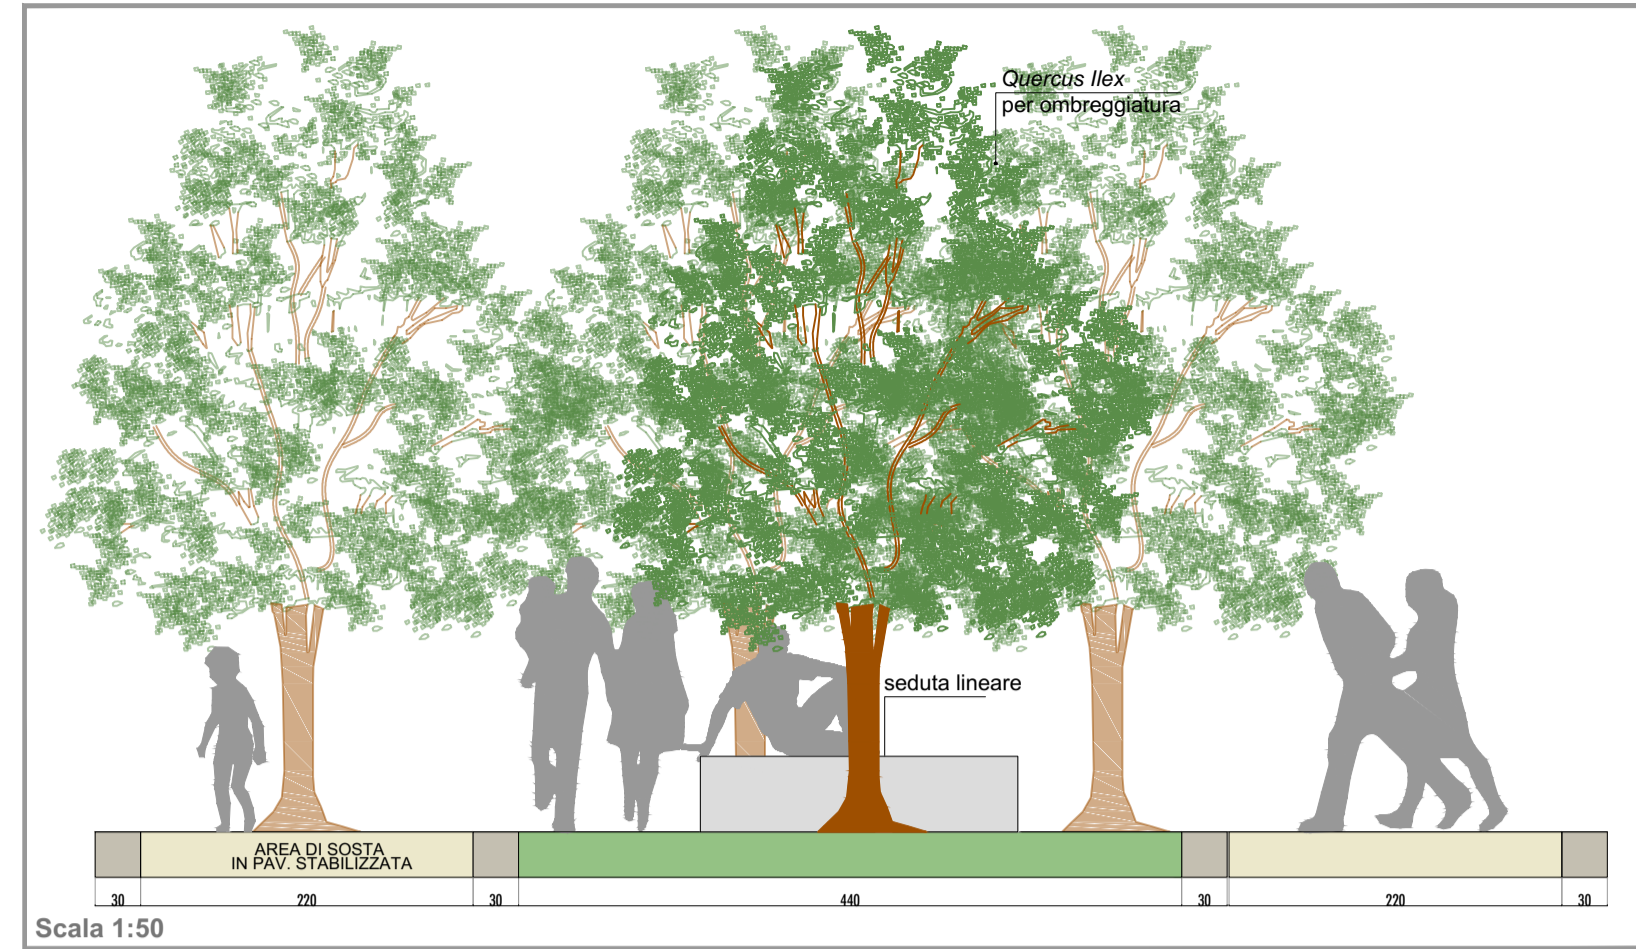 Quercus Ilex
per ombreggiatura
seduta lineare
AREA DI SOSTA
IN PAV. STABILIZZATA
30 220 30 440 30 220 30
Scala 1:50